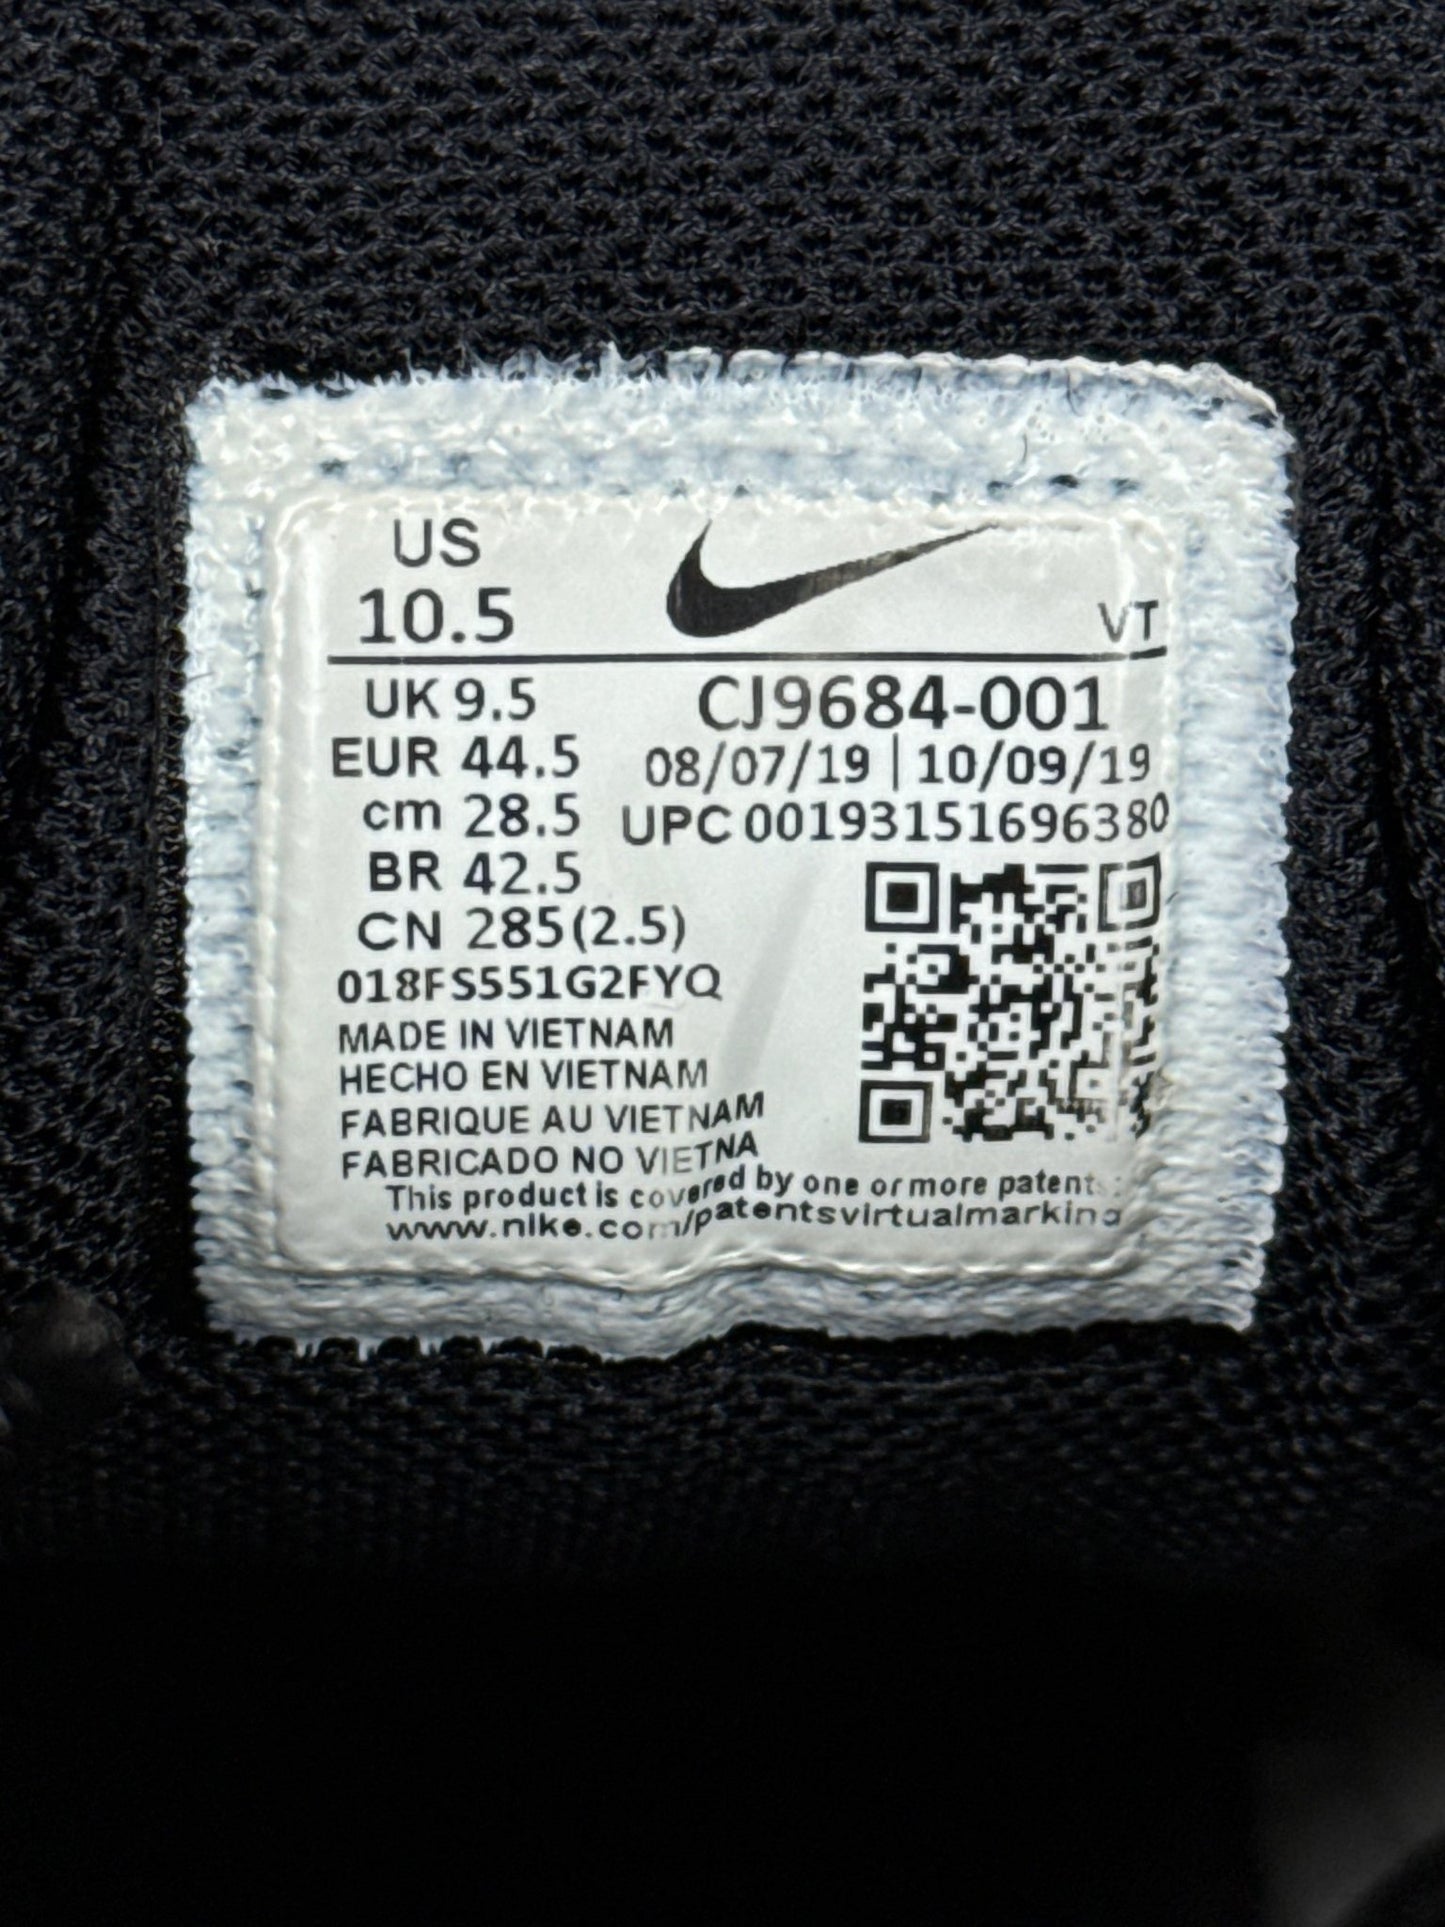 US
10.5
VT
UK 9.5
EUR 44.5
cm 28.5
BR 42.5
CN 285(2.5)
CJ9684-001
08/07/19 | 10/09/19
UPC 00193151696380
018FS551G2FYQ
MADE IN VIETNAM
HECHO EN VIETNAM
FABRIQUE AU VIETNAM
FABRICADO NO VIETNA
This product is covered by one or more patent
www.nike.com/patentsvirtualmarking